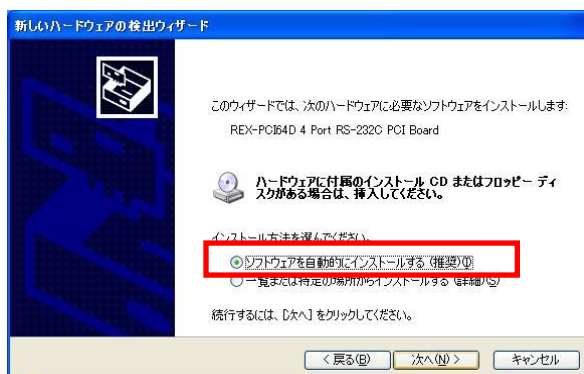 新しいハードウェアの検出ウィザード
このウィザードでは、次のハードウェアに必要なソフトウェアをインストールします:
REX-PCI64D 4 Port RS-232C PCI Board
ハードウェアに付属のインストール CD またはフロッピー ディ
スクがある場合は、挿入してください。
インストール方法を選んでください。
ソフトウェアを自動的にインストールする (推奨)(I)
一覧または特定の場所からインストールする (詳細)(S)
続行するには、[次へ] をクリックしてください。
< 戻る(B)
次へ(N) >
キャンセル